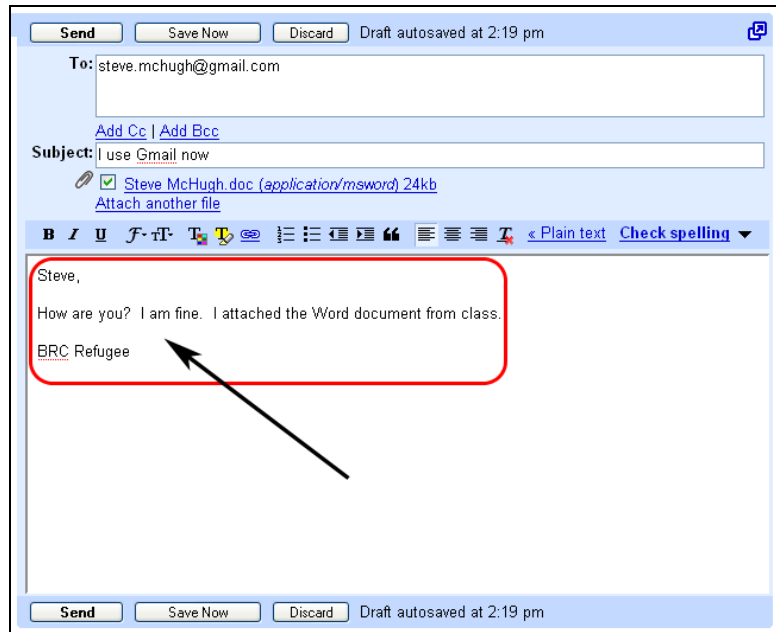 Send Save Now Discard Draft autosaved at 2:19 pm
To: steve.mchugh@gmail.com
Add Cc | Add Bcc
Subject: I use Gmail now
Steve McHugh.doc (application/msword) 24kb
Attach another file
B I U F- тT- T T « Plain text Check spelling
Steve,
How are you? I am fine. I attached the Word document from class.
BRC Refugee
Send Save Now Discard Draft autosaved at 2:19 pm